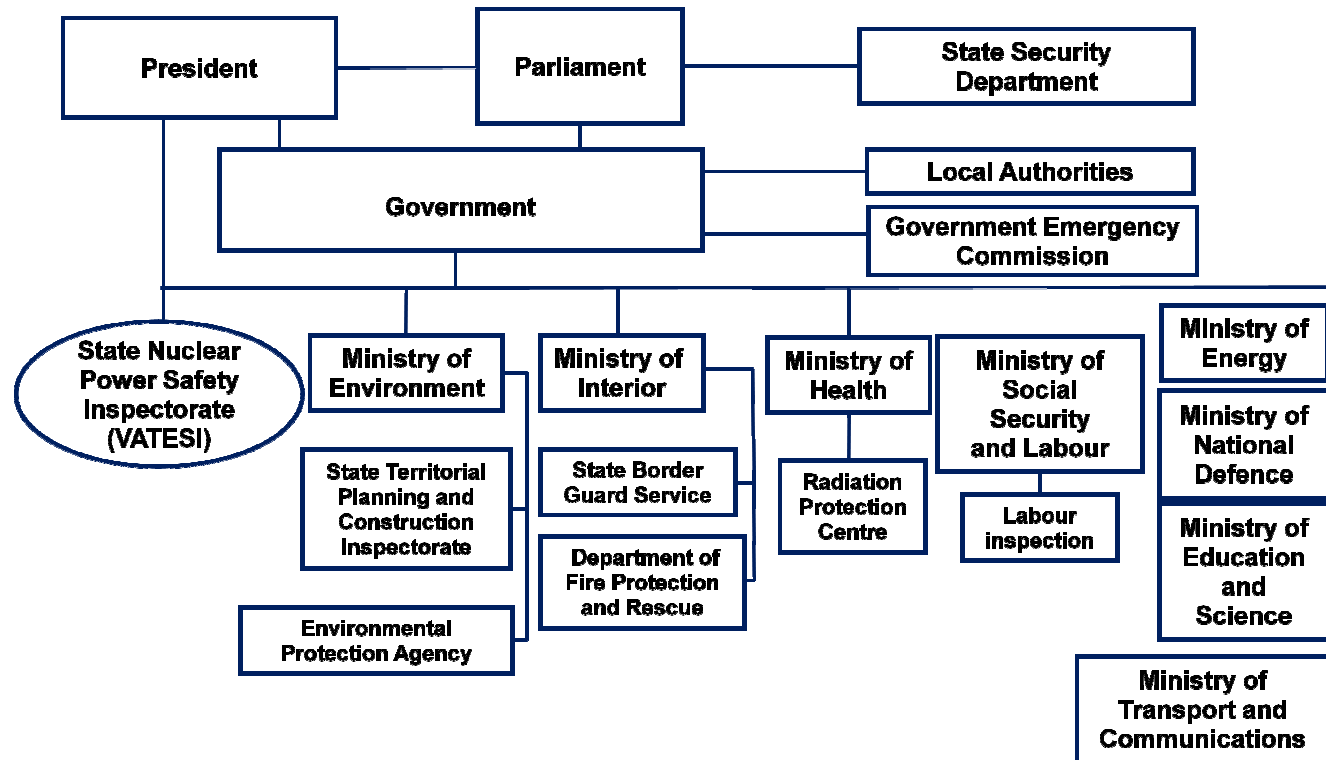 President
Parliament
State Security
Department
Local Authorities
Government
Government Emergency
Commission
State Nuclear
Power Safety
Inspectorate
(VATESI)
Ministry of
Environment
Ministry of
Interior
Ministry of
Health
Ministry of
Social
Security
and Labour
Ministry of
Energy
Ministry of
National
Defence
Ministry of
Education
and
Science
Ministry of
Transport and
Communications
State Territorial
Planning and
Construction
Inspectorate
State Border
Guard Service
Radiation
Protection
Centre
Labour
inspection
Department of
Fire Protection
and Rescue
Environmental
Protection Agency